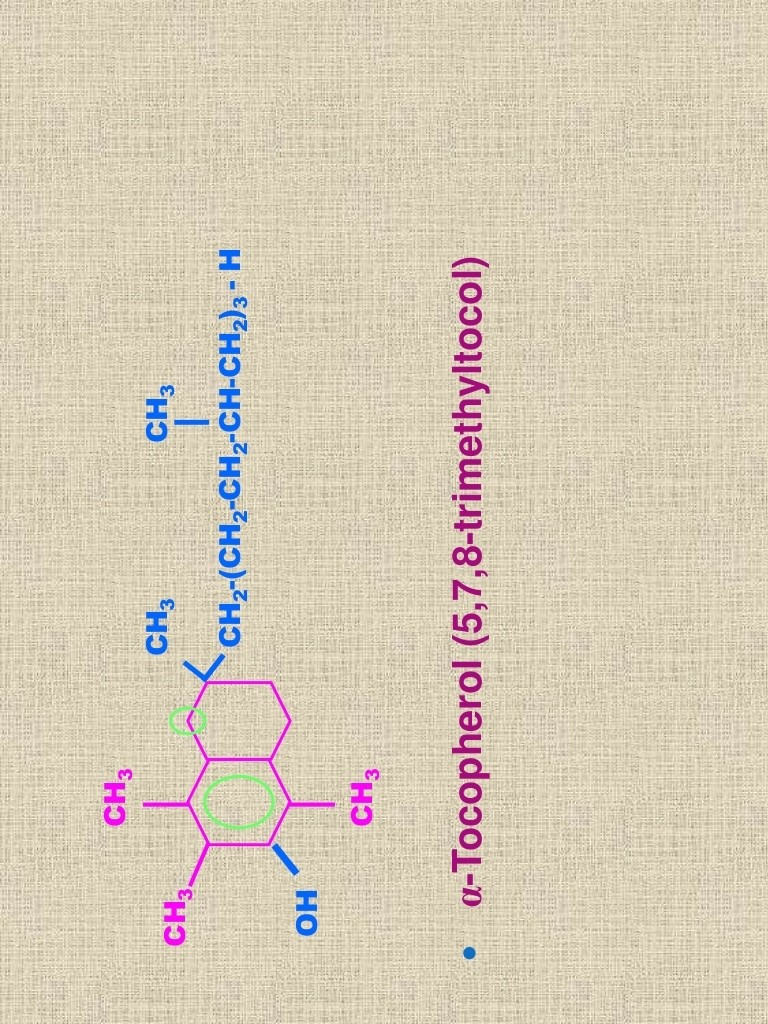 CH₃
CH₃ CH₃
CH₃ CH₂-(CH₂-CH₂-CH-CH₂)₃ - H
OH
CH₃
• α-Tocopherol (5,7,8-trimethyltocol)